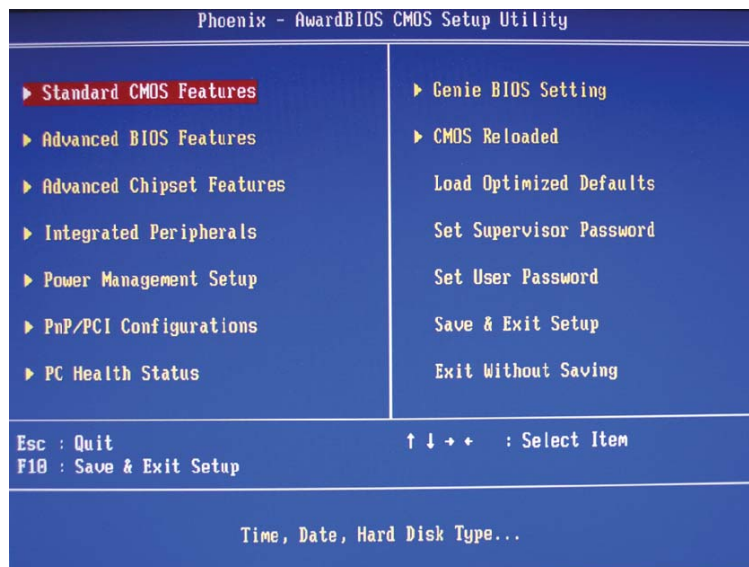 Phoenix - AwardBIOS CMOS Setup Utility
▶ Standard CMOS Features
▶ Advanced BIOS Features
▶ Advanced Chipset Features
▶ Integrated Peripherals
▶ Power Management Setup
▶ PnP/PCI Configurations
▶ PC Health Status
▶ Genie BIOS Setting
▶ CMOS Reloaded
Load Optimized Defaults
Set Supervisor Password
Set User Password
Save & Exit Setup
Exit Without Saving
Esc : Quit
F10 : Save & Exit Setup
↑ ↓ → ← : Select Item
Time, Date, Hard Disk Type...